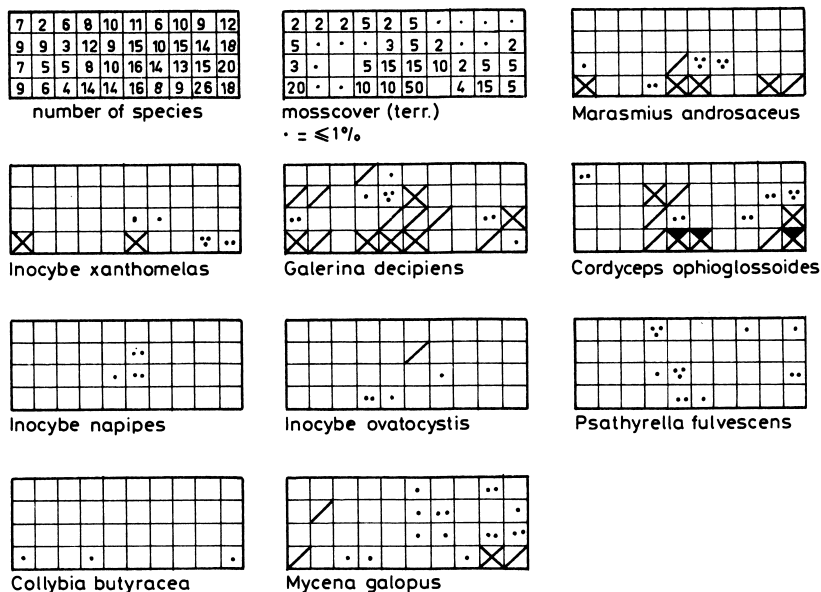 7 2 6 8 10 11 6 10 9 12
9 9 3 12 9 15 10 15 14 18
7 5 5 8 10 16 14 13 15 20
9 6 4 14 14 16 8 9 26 18
number of species
2 2 2 5 2 5 · · · ·
5 · · · 3 5 2 · · 2
3 · · 5 15 15 10 2 5 5
20 · · 10 10 50 4 15 5
mosscover (terr.)
· = ⩽1%
Marasmius androsaceus
Inocybe xanthomelas
Galerina decipiens
Cordyceps ophioglossoides
Inocybe napipes
Inocybe ovatocystis
Psathyrella fulvescens
Collybia butyracea
Mycena galopus